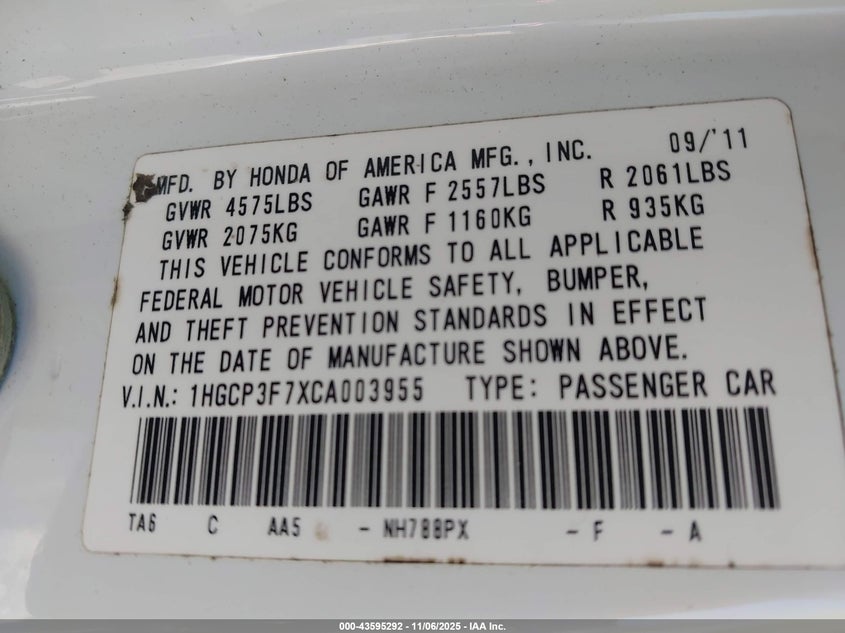 MFD. BY HONDA OF AMERICA MFG., INC. 09/'11
GVWR 4575LBS GAWR F 2557LBS R 2061LBS
GVWR 2075KG GAWR F 1160KG R 935KG
THIS VEHICLE CONFORMS TO ALL APPLICABLE
FEDERAL MOTOR VEHICLE SAFETY, BUMPER,
AND THEFT PREVENTION STANDARDS IN EFFECT
ON THE DATE OF MANUFACTURE SHOWN ABOVE.
V.I.N.: 1HGCP3F7XCA003955 TYPE: PASSENGER CAR
TA6 C AA5 - NH788PX - F - A
000-43595292 - 11/06/2025 - IAA Inc.